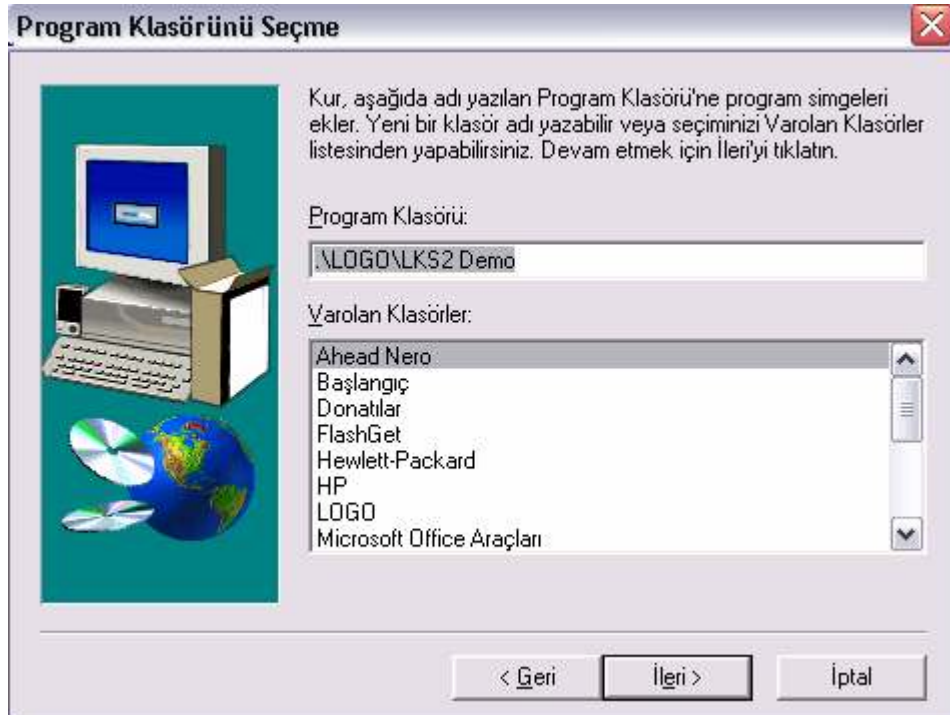 Program Klasörünü Seçme
Kur, aşağıda adı yazılan Program Klasörü'ne program simgeleri
ekler. Yeni bir klasör adı yazabilir veya seçiminizi Varolan Klasörler
listesinden yapabilirsiniz. Devam etmek için İleri'yi tıklatın.
Program Klasörü:
.\LOGO\LKS2 Demo
Varolan Klasörler:
Ahead Nero
Başlangıç
Donatılar
FlashGet
Hewlett-Packard
HP
LOGO
Microsoft Office Araçları
< Geri
İleri >
İptal